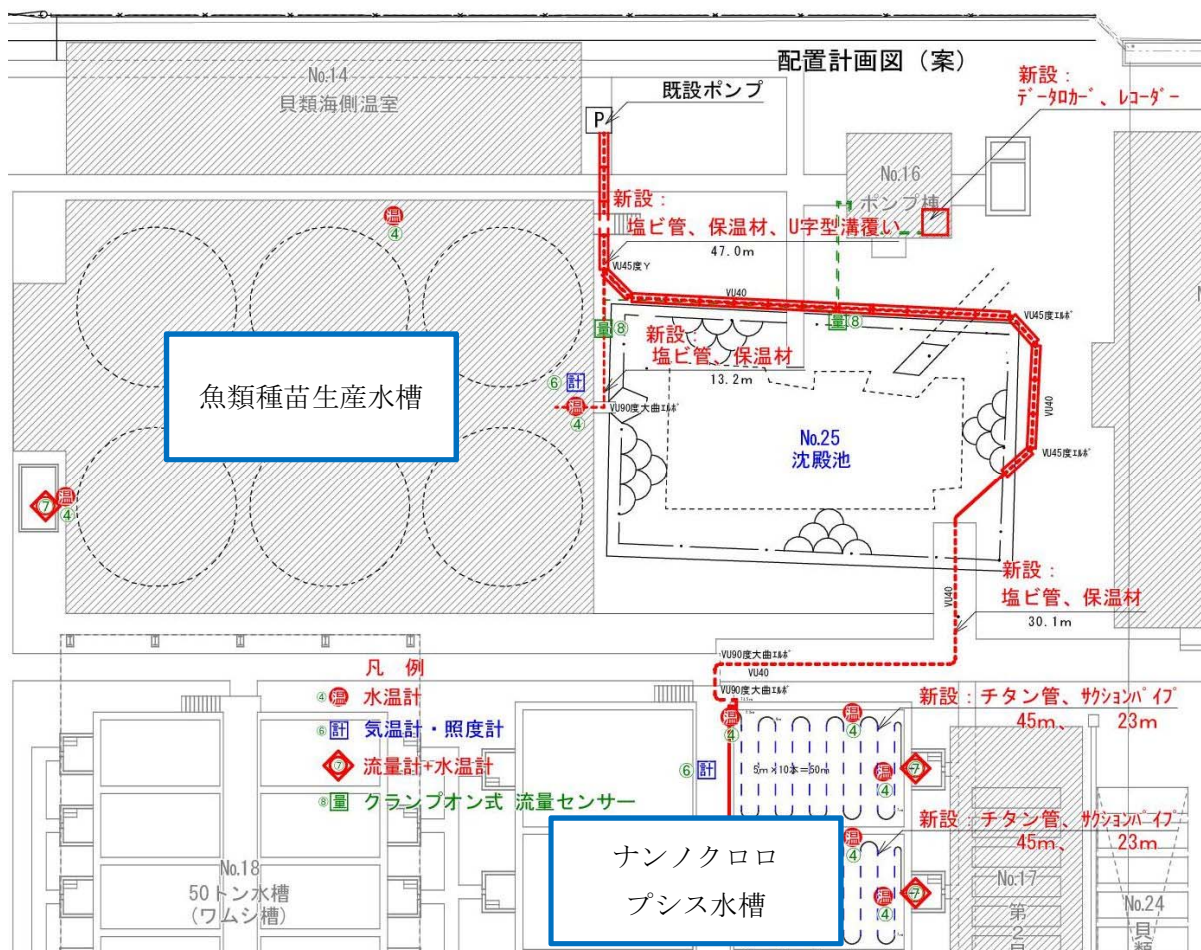 配置計画図（案）
No.14
貝類海側温室
既設ポンプ
P
新設：
ﾃﾞｰﾀロガｰﾞ、ﾚｺｰﾀﾞｰ
No.16
ポンプ棟
新設：
塩ビ管、保温材、U字型溝覆い
47.0m
VU45度Y
VU40
VU45度ｴﾙﾎﾞ
温
④
量⑧
量⑧
新設：
塩ビ管、保温材
13.2m
⑥計
温
④
VU90度大曲ｴﾙﾎﾞ
魚類種苗生産水槽
No.25
沈殿池
VU40
VU45度ｴﾙﾎﾞ
⑦
温
④
新設：
塩ビ管、保温材
30.1m
VU40
VU90度大曲ｴﾙﾎﾞ
VU40
VU90度大曲ｴﾙﾎﾞ
凡 例
④温 水温計
⑥計 気温計・照度計
⑦ 流量計+水温計
⑧量 クランプオン式 流量センサー
新設：チタン管、ｻｸｼｮﾝﾊﾟｲﾌﾟ
45m、 23m
温
④
温
④
⑥計
5m×10本=50m
温
④
⑦
新設：チタン管、ｻｸｼｮﾝﾊﾟｲﾌﾟ
45m、 23m
温
④
温
④
⑦
ナンノクロロ
プシス水槽
No.18
50トン水槽
(ワムシ槽)
No.17
第
2
No.24
貝
類